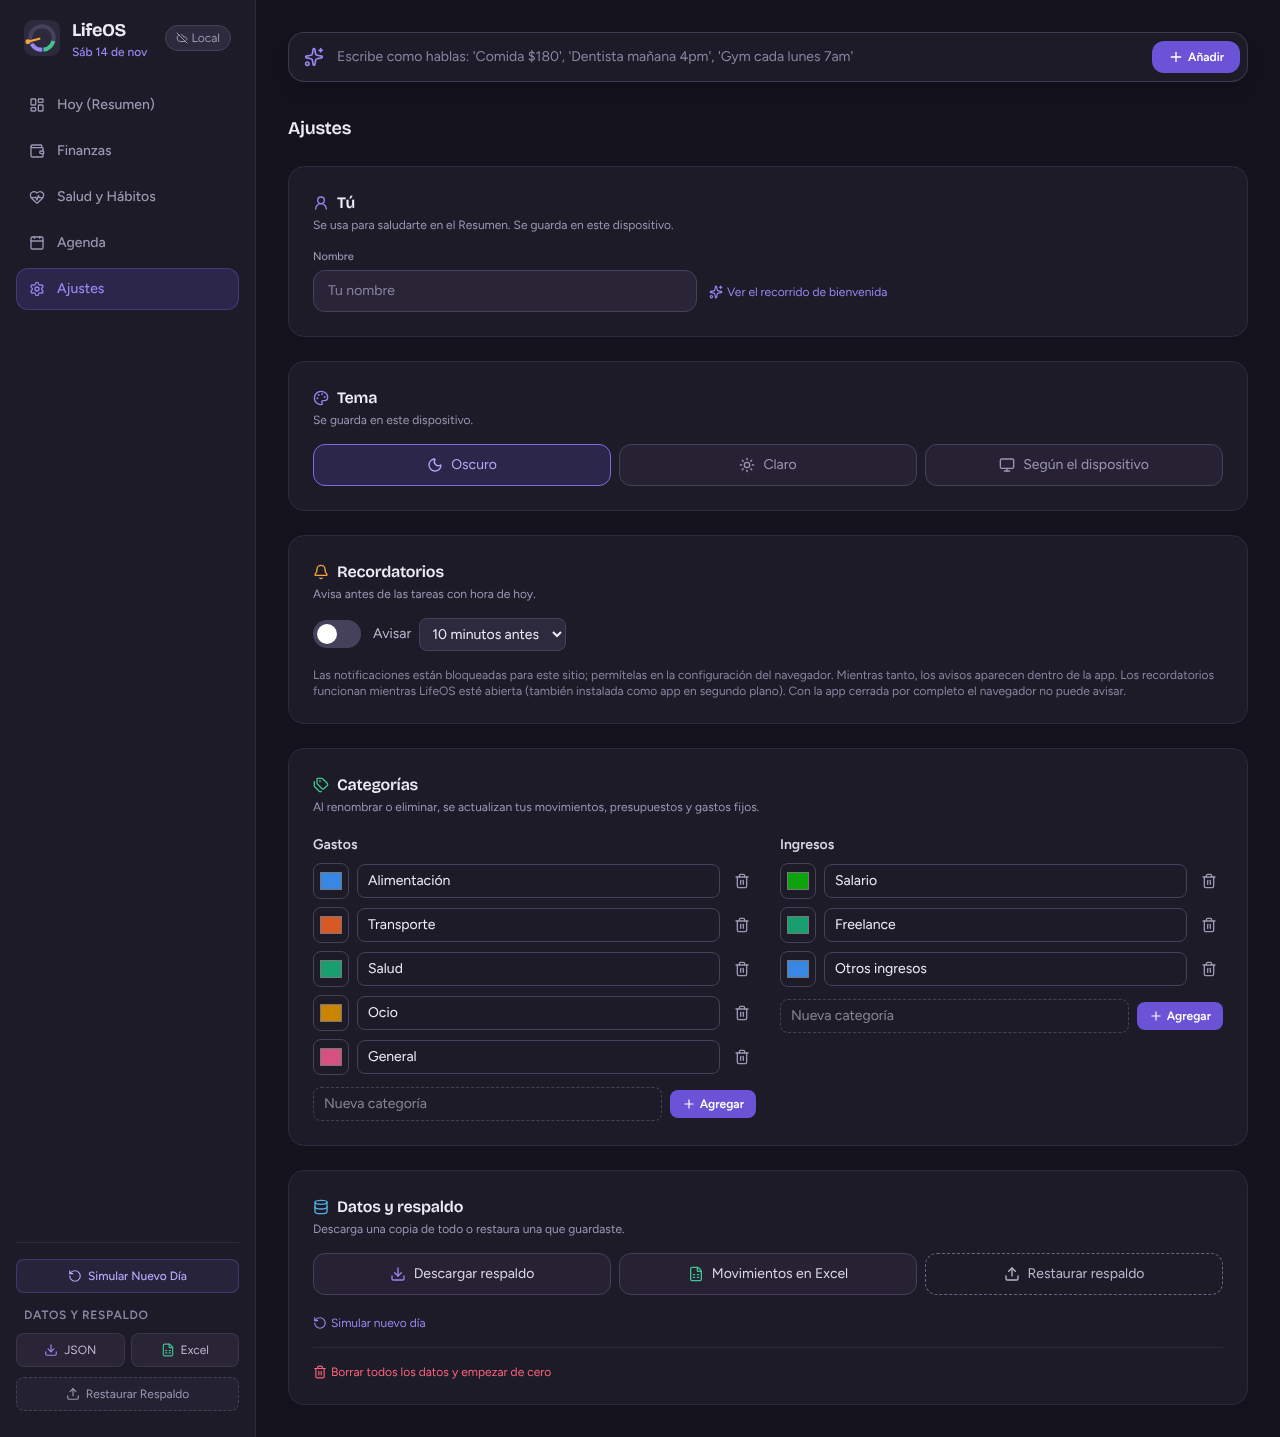 LifeOS
Sáb 14 de nov
Local
Hoy (Resumen)
Finanzas
Salud y Hábitos
Agenda
Ajustes
Simular Nuevo Día
DATOS Y RESPALDO
JSON
Excel
Restaurar Respaldo
Escribe como hablas: 'Comida $180', 'Dentista mañana 4pm', 'Gym cada lunes 7am'
Añadir
Ajustes
Tú
Se usa para saludarte en el Resumen. Se guarda en este dispositivo.
Nombre
Tu nombre
Ver el recorrido de bienvenida
Tema
Se guarda en este dispositivo.
Oscuro
Claro
Según el dispositivo
Recordatorios
Avisa antes de las tareas con hora de hoy.
Avisar
10 minutos antes
Las notificaciones están bloqueadas para este sitio; permítelas en la configuración del navegador. Mientras tanto, los avisos aparecen dentro de la app. Los recordatorios
funcionan mientras LifeOS esté abierta (también instalada como app en segundo plano). Con la app cerrada por completo el navegador no puede avisar.
Categorías
Al renombrar o eliminar, se actualizan tus movimientos, presupuestos y gastos fijos.
Gastos
Alimentación
Transporte
Salud
Ocio
General
Nueva categoría
Agregar
Ingresos
Salario
Freelance
Otros ingresos
Nueva categoría
Agregar
Datos y respaldo
Descarga una copia de todo o restaura una que guardaste.
Descargar respaldo
Movimientos en Excel
Restaurar respaldo
Simular nuevo día
Borrar todos los datos y empezar de cero